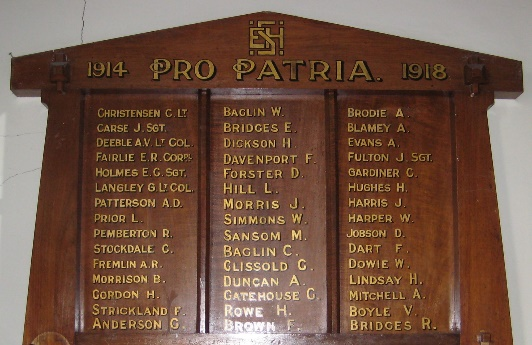 ESH
1914 PRO PATRIA. 1918
CHRISTENSEN C. LT
CARSE J. SGT.
DEEBLE A.V. LT COL.
FAIRLIE E.R. CORPL
HOLMES E.G. SGT.
LANGLEY G. LT COL.
PATTERSON A.D.
PRIOR L.
PEMBERTON R.
STOCKDALE G.
FREMLIN A.R.
MORRISON B.
GORDON H.
STRICKLAND F.
ANDERSON G.
BAGLIN W.
BRIDGES E.
DICKSON H.
DAVENPORT F.
FORSTER D.
HILL L.
MORRIS J.
SIMMONS W.
SANSOM M.
BAGLIN C.
GLISSOLD G.
DUNCAN A.
GATEHOUSE G.
ROWE H.
BROWN F.
BRODIE A.
BLAMEY A.
EVANS A.
FULTON J. SGT.
GARDINER C.
HUGHES H.
HARRIS J.
HARPER W.
JOBSON D.
DART F.
DOWIE W.
LINDSAY H.
MITCHELL A.
BOYLE V.
BRIDGES R.